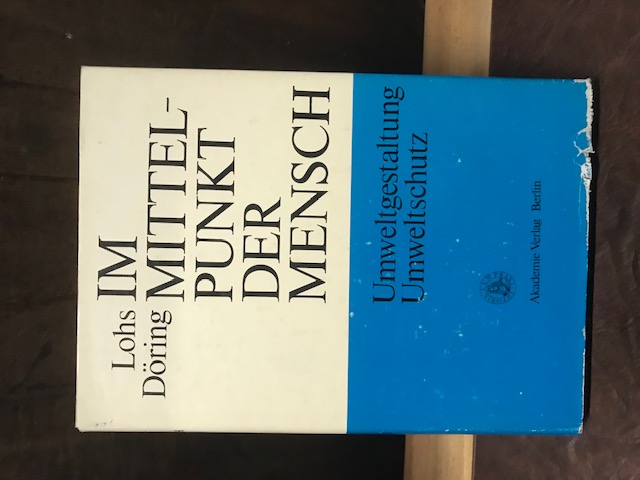 Lohs
Döring
IM
MITTEL-
PUNKT
DER
MENSCH
Umweltgestaltung
Umweltschutz
Akademie Verlag Berlin